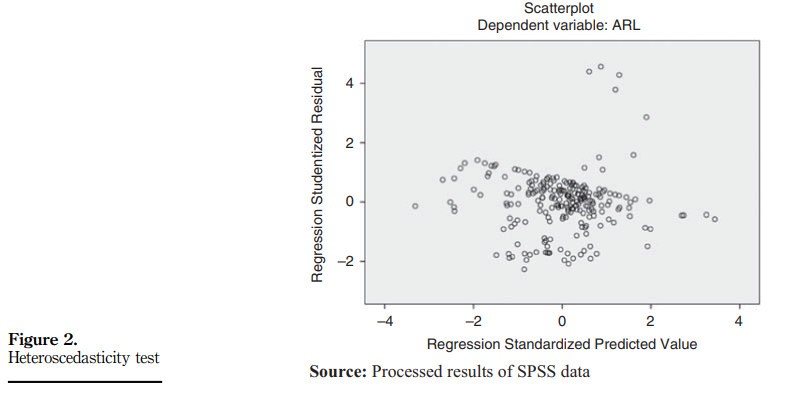 Scatterplot
Dependent variable: ARL
Regression Studentized Residual
4
2
0
–2
–4
–2
0
2
4
Regression Standardized Predicted Value
Figure 2.
Heteroscedasticity test
Source: Processed results of SPSS data